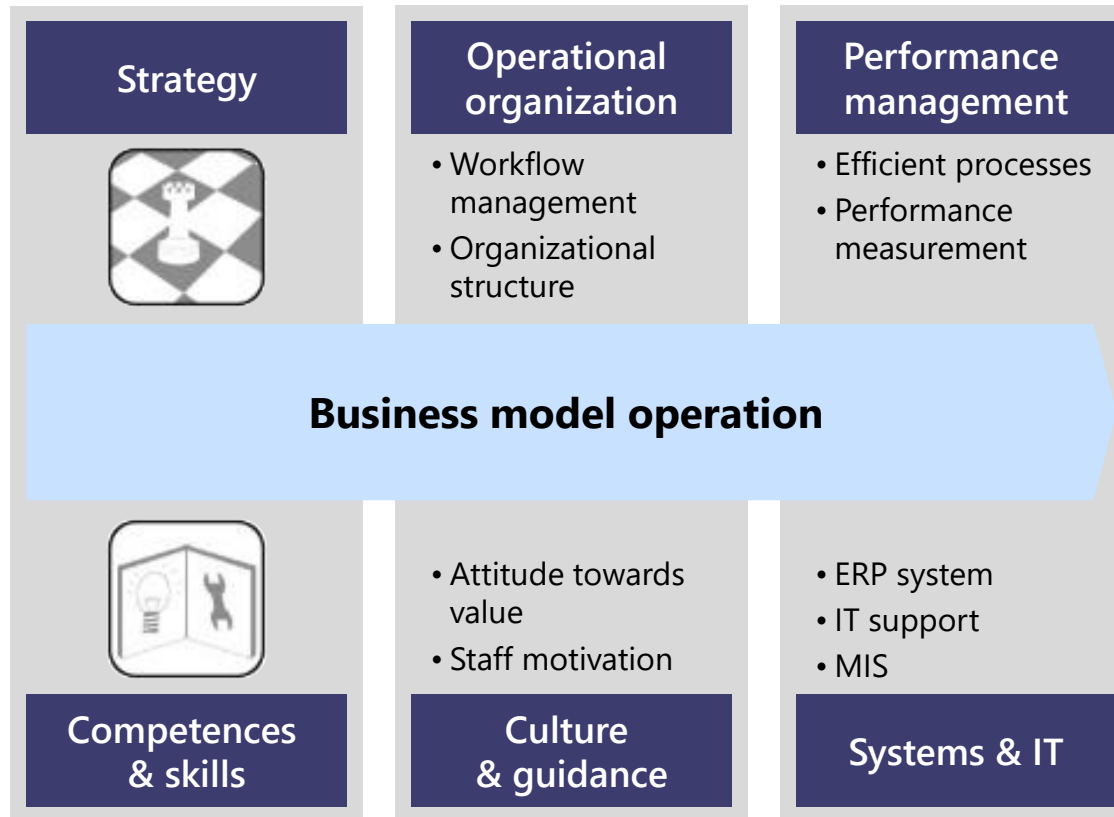 Strategy
Operational
organization
Performance
management
• Workflow
management
• Organizational
structure
• Efficient processes
• Performance
measurement
Business model operation
• Attitude towards
value
• Staff motivation
• ERP system
• IT support
• MIS
Competences
& skills
Culture
& guidance
Systems & IT